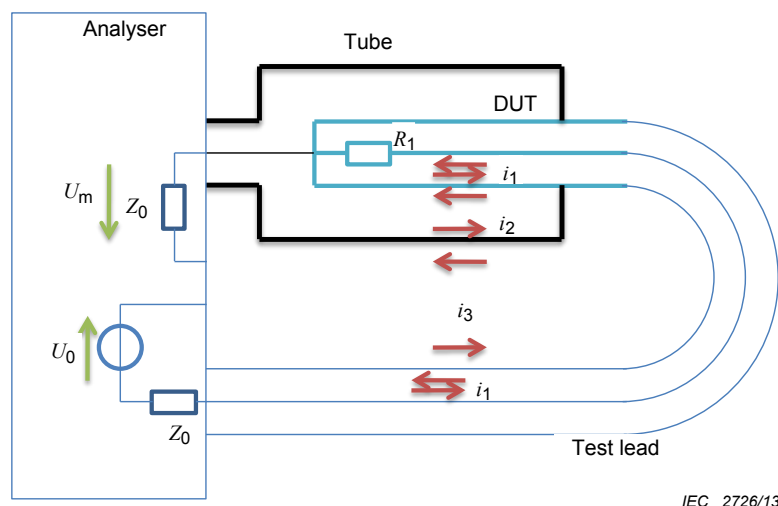 Analyser
Tube
DUT
R1
i1
Um
Z0
i2
i3
U0
i1
Z0
Test lead
IEC 2726/13